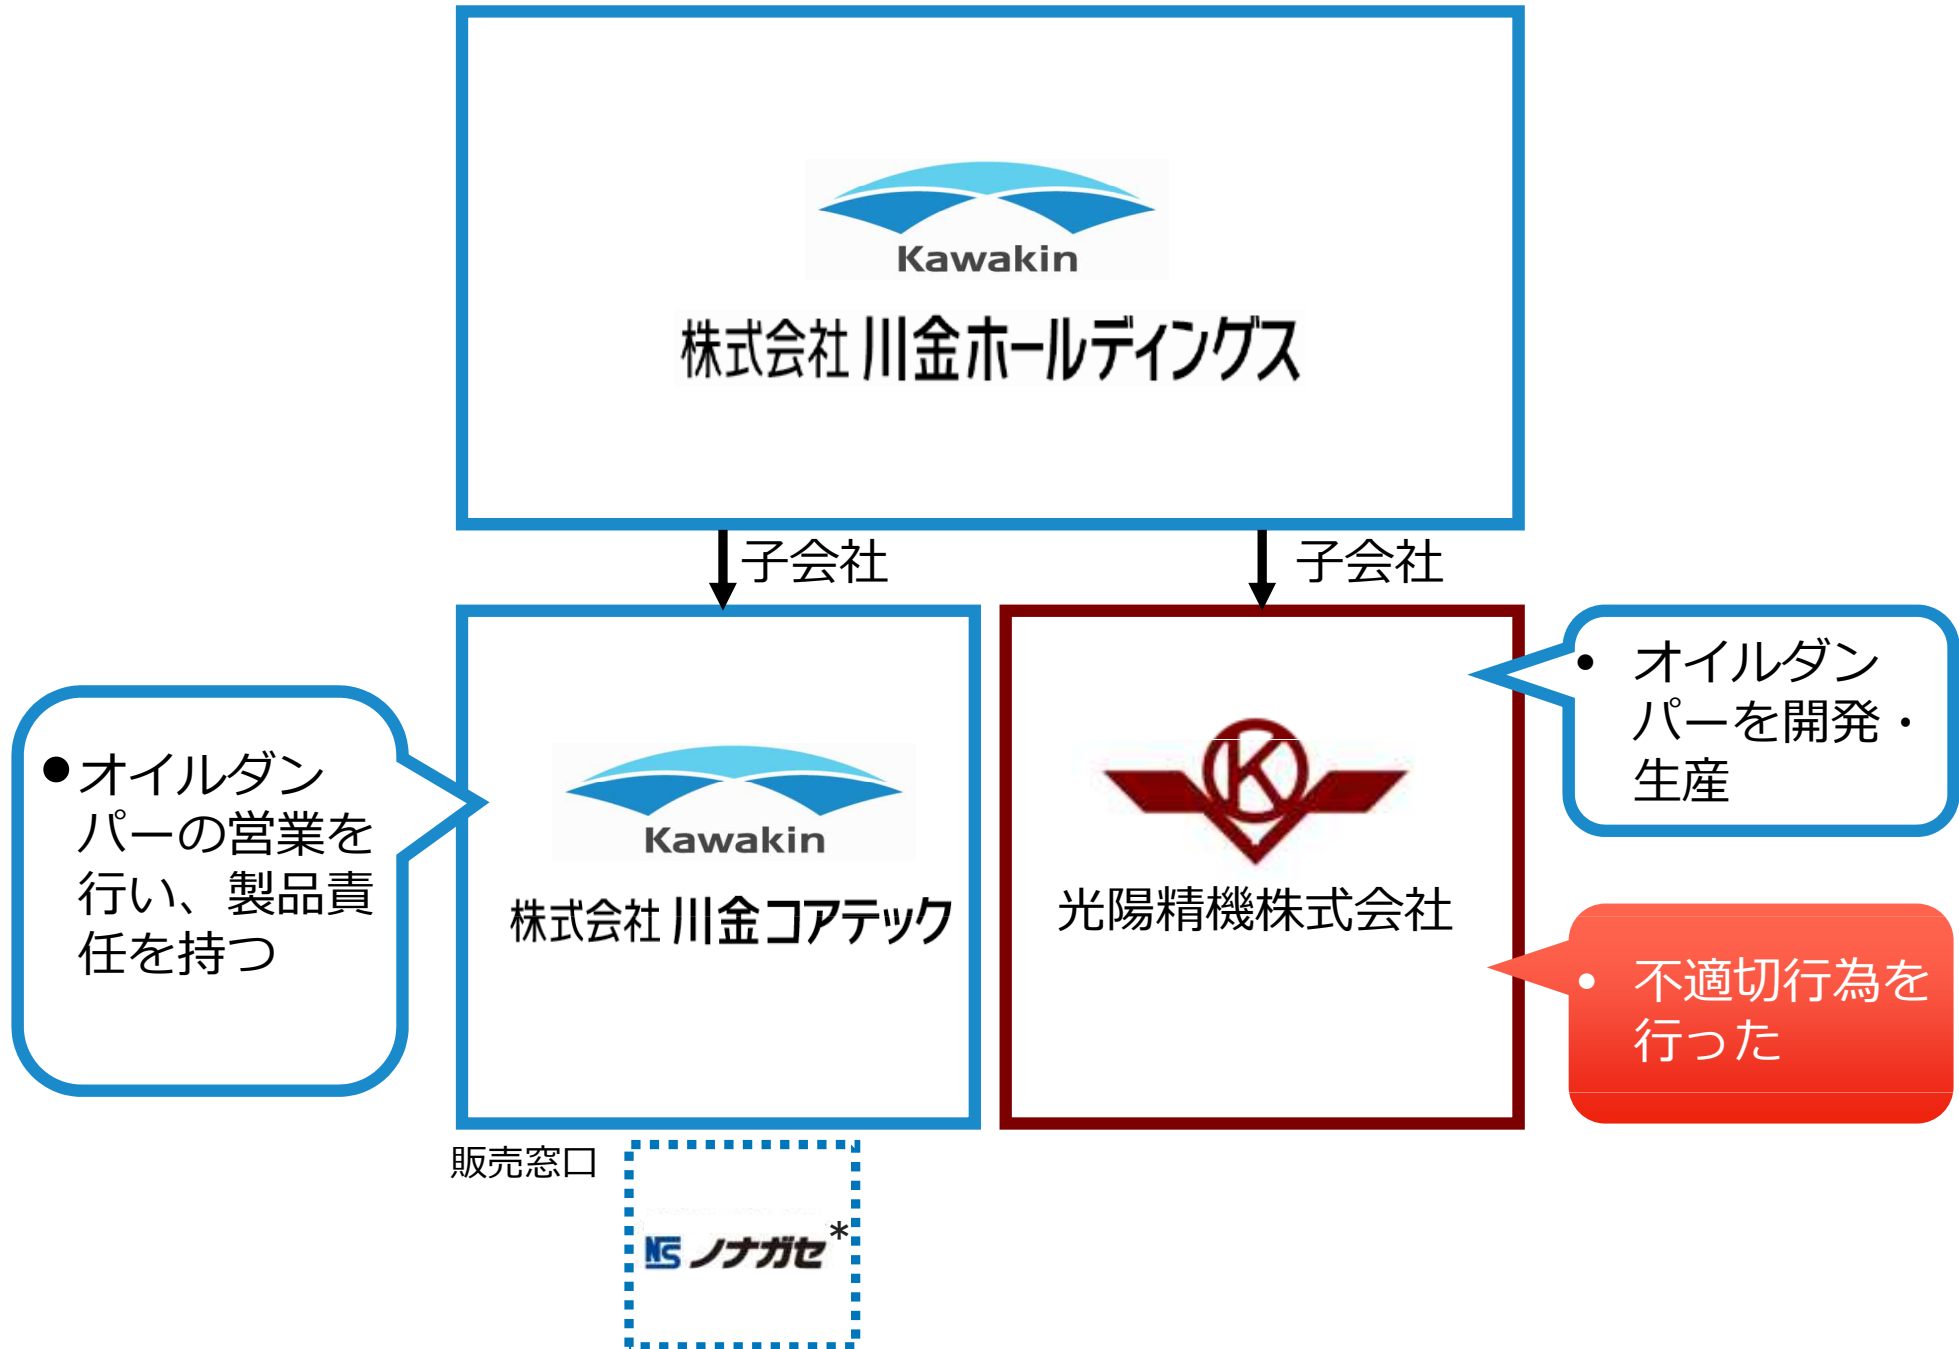 Kawakin
株式会社 川金ホールディングス
子会社
子会社
●オイルダン
パーの営業を
行い、製品責
任を持つ
Kawakin
株式会社 川金コアテック
K
光陽精機株式会社
• オイルダン
パーを開発・
生産
• 不適切行為を
行った
販売窓口
NS ノナガセ*